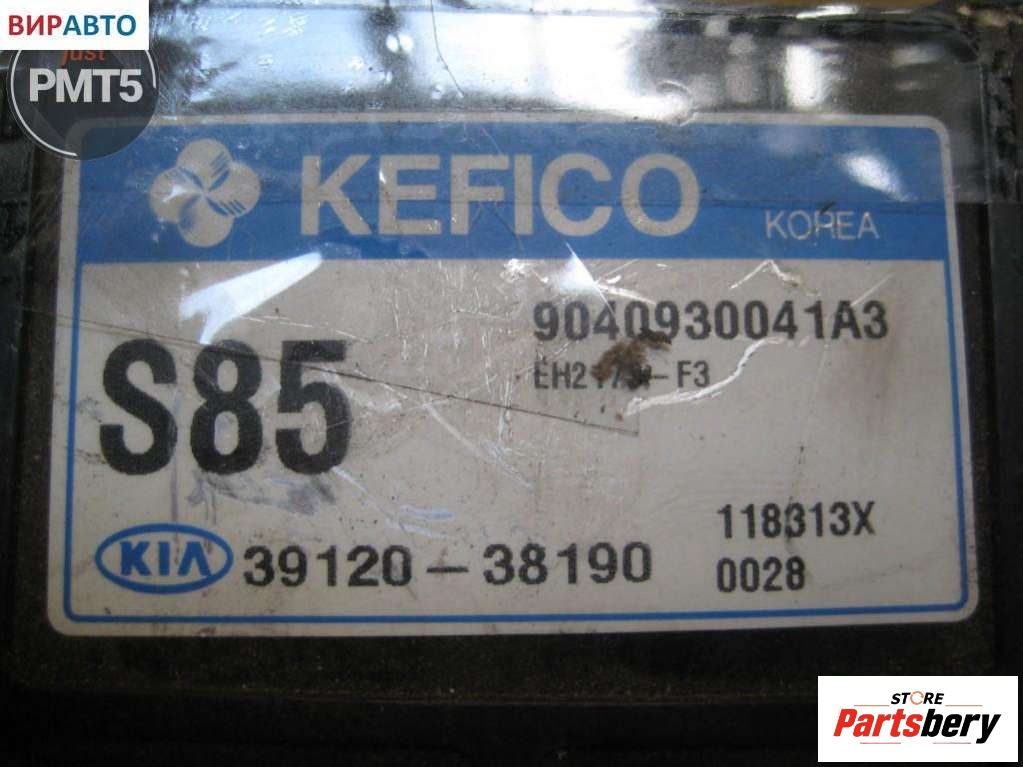 ВИРАВТО
just
PMT5
KEFICO
KOREA
9040930041A3
S85
118313X
KIA 39120-38190
0028
STORE
Partsbery